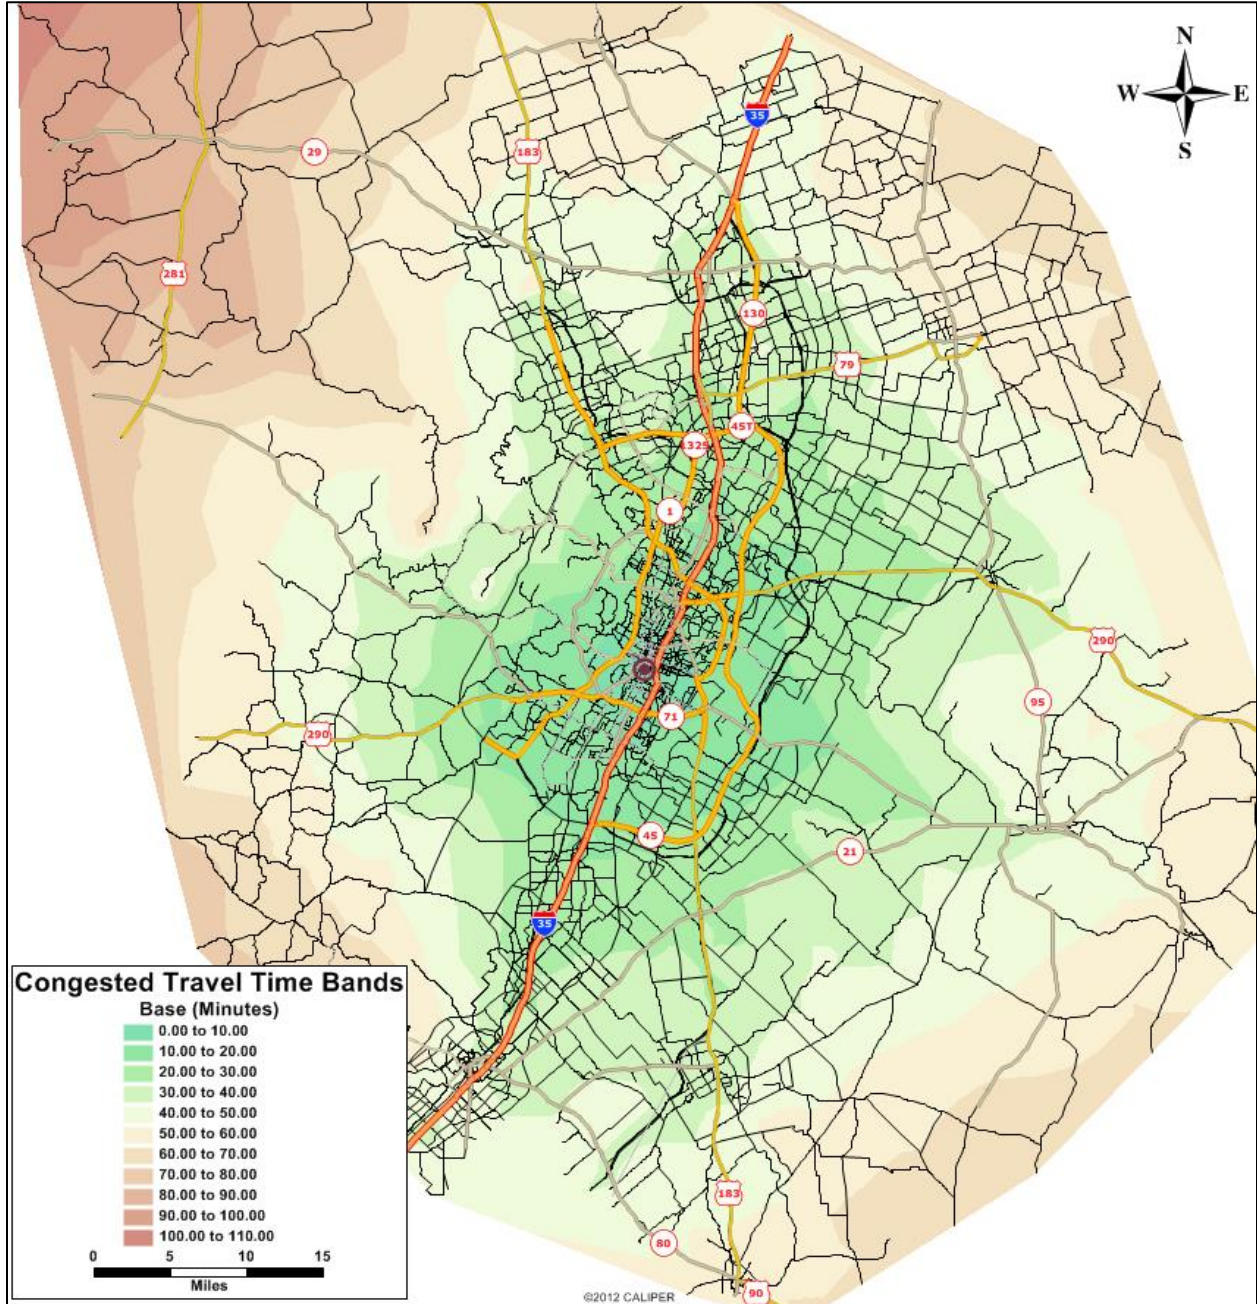 N
W E
S
35
29
183
281
130
79
45T
1325
1
290
95
71
290
45
21
35
183
80
90
Congested Travel Time Bands
Base (Minutes)
0.00 to 10.00
10.00 to 20.00
20.00 to 30.00
30.00 to 40.00
40.00 to 50.00
50.00 to 60.00
60.00 to 70.00
70.00 to 80.00
80.00 to 90.00
90.00 to 100.00
100.00 to 110.00
0 5 10 15
Miles
©2012 CALIPER